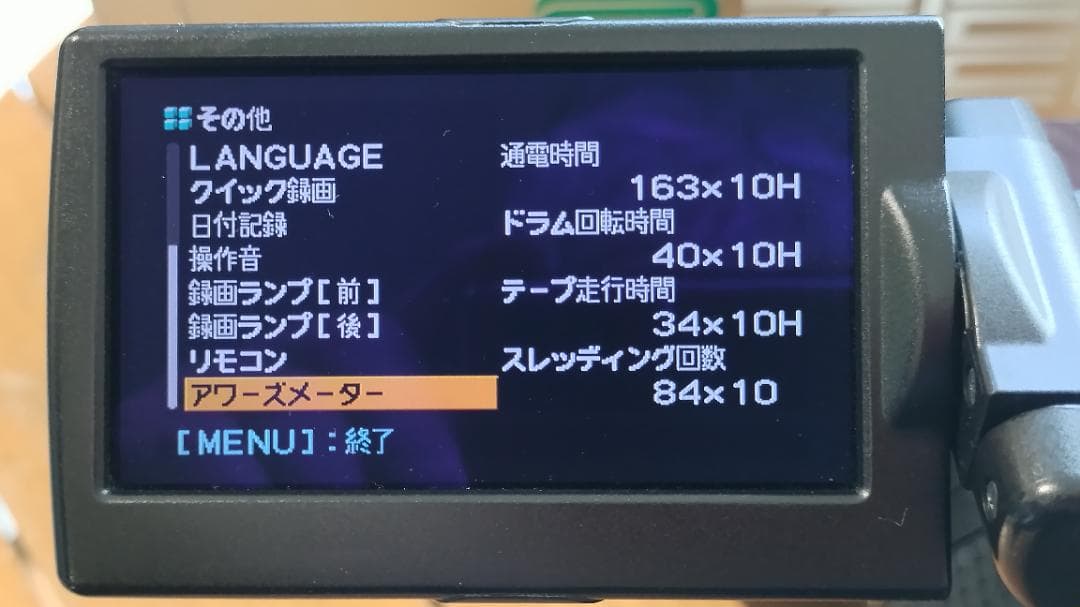 その他
LANGUAGE
クイック録画
日付記録
操作音
録画ランプ[前]
録画ランプ[後]
リモコン
アワーズメーター
[MENU]:終了
通電時間
163×10H
ドラム回転時間
40×10H
テープ走行時間
34×10H
スレッディング回数
84×10